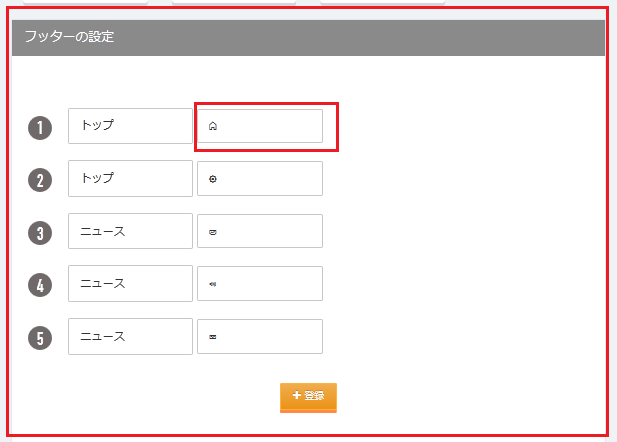 フッターの設定
1 トップ
2 トップ
3 ニュース
4 ニュース
5 ニュース
+ 登録